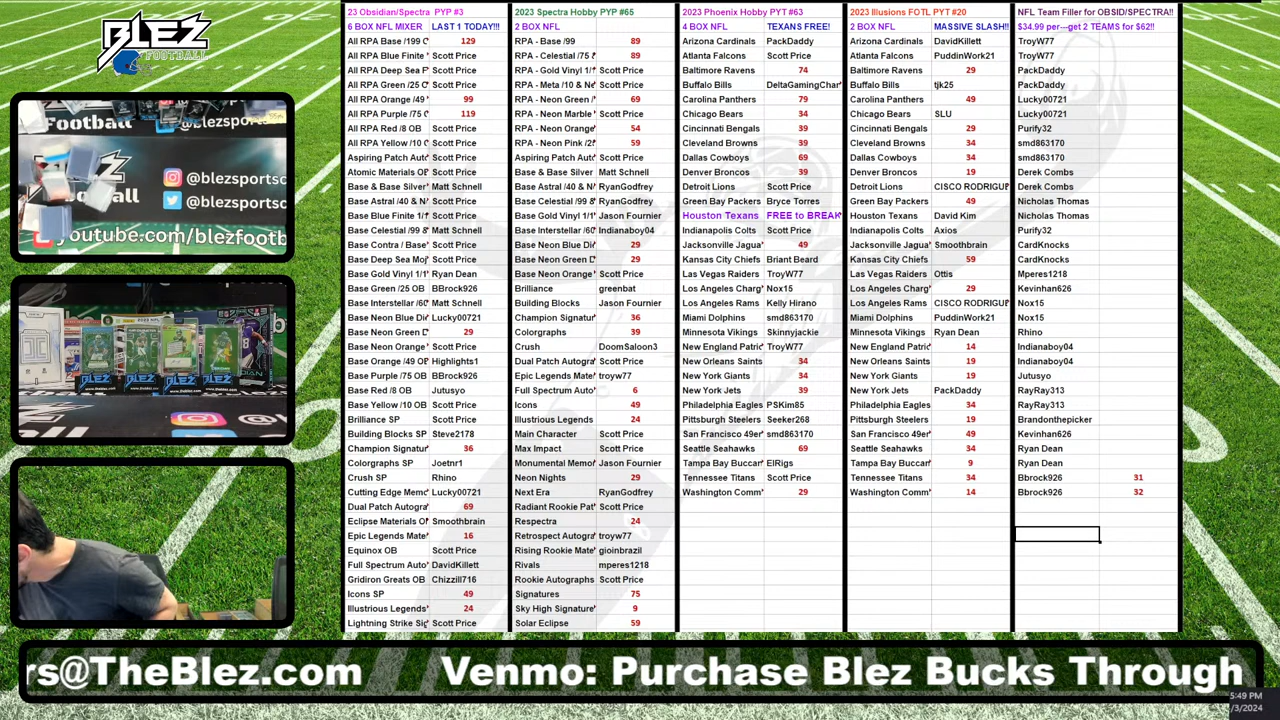 BLEZ
FOOTBALL
Football
@blezsportsc
@blezsportsc
youtube.com/blezfootb
23 Obsidian/Spectra PYP #3
6 BOX NFL MIXER LAST 1 TODAY!!!
All RPA Base /199 C 129
All RPA Blue Finite Scott Price
All RPA Deep Sea F Scott Price
All RPA Green /25 C Scott Price
All RPA Orange /49 99
All RPA Purple /75 C 119
All RPA Red /8 OB Scott Price
All RPA Yellow /10 C Scott Price
Aspiring Patch Aut Scott Price
Atomic Materials OE Scott Price
Base & Base Silver Matt Schnell
Base Astral /40 & N Scott Price
Base Blue Finite 1/ Scott Price
Base Celestial /99 & Matt Schnell
Base Contra / Base Scott Price
Base Deep Sea Moj Scott Price
Base Gold Vinyl 1/1 Ryan Dean
Base Green /25 OB BBrock926
Base Interstellar /60 Matt Schnell
Base Neon Blue Di Lucky00721
Base Neon Green D 29
Base Neon Orange Scott Price
Base Orange /49 OB Highlights1
Base Purple /75 OB BBrock926
Base Red /8 OB Jutusyo
Base Yellow /10 OB Scott Price
Brilliance SP Scott Price
Building Blocks SP Steve2178
Champion Signatur 36
Colorgraphs SP Joetnr1
Crush SP Rhino
Cutting Edge Memo Lucky00721
Dual Patch Autogra 69
Eclipse Materials O Smoothbrain
Epic Legends Mate 16
Equinox OB Scott Price
Full Spectrum Auto DavidKillett
Gridiron Greats OB Chizzill716
Icons SP 49
Illustrious Legends 24
Lightning Strike Sig Scott Price
2023 Spectra Hobby PYP #65
2 BOX NFL
RPA - Base /99 89
RPA - Celestial /75 & 89
RPA - Gold Vinyl 1/ Scott Price
RPA - Meta /10 & Ne Scott Price
RPA - Neon Green / 69
RPA - Neon Marble Scott Price
RPA - Neon Orange 54
RPA - Neon Pink /2 59
Aspiring Patch Aut Scott Price
Base & Base Silver Matt Schnell
Base Astral /40 & N RyanGodfrey
Base Celestial /99 & RyanGodfrey
Base Gold Vinyl 1/1 Jason Fournier
Base Interstellar /60 Indianaboy04
Base Neon Blue Di 29
Base Neon Green D 29
Base Neon Orange Scott Price
Brilliance greenbat
Building Blocks Jason Fournier
Champion Signatur 36
Colorgraphs 39
Crush DoomSaloon3
Dual Patch Autogra Scott Price
Epic Legends Mate troyw77
Full Spectrum Auto 6
Icons 49
Illustrious Legends 24
Main Character Scott Price
Max Impact Scott Price
Monumental Memo Jason Fournier
Neon Nights 29
Next Era RyanGodfrey
Radiant Rookie Pat Scott Price
Respectra 24
Retrospect Autogra troyw77
Rising Rookie Mate gioinbrazil
Rivals mperes1218
Rookie Autographs Scott Price
Signatures 75
Sky High Signature 9
Solar Eclipse 59
2023 Phoenix Hobby PYT #63
4 BOX NFL TEXANS FREE!
Arizona Cardinals PackDaddy
Atlanta Falcons Scott Price
Baltimore Ravens 74
Buffalo Bills DeltaGamingChar
Carolina Panthers 79
Chicago Bears 34
Cincinnati Bengals 39
Cleveland Browns 39
Dallas Cowboys 69
Denver Broncos 39
Detroit Lions Scott Price
Green Bay Packers Bryce Torres
Houston Texans FREE to BREAK
Indianapolis Colts Scott Price
Jacksonville Jagua 49
Kansas City Chiefs Briant Beard
Las Vegas Raiders TroyW77
Los Angeles Charg Nox15
Los Angeles Rams Kelly Hirano
Miami Dolphins smd863170
Minnesota Vikings Skinnyjackie
New England Patric TroyW77
New Orleans Saints 34
New York Giants 34
New York Jets 39
Philadelphia Eagles PSKim85
Pittsburgh Steelers Seeker268
San Francisco 49er smd863170
Seattle Seahawks 69
Tampa Bay Buccan ElRigs
Tennessee Titans Scott Price
Washington Comm 29
2023 Illusions FOTL PYT #20
2 BOX NFL MASSIVE SLASH!!
Arizona Cardinals DavidKillett
Atlanta Falcons PuddinWork21
Baltimore Ravens 29
Buffalo Bills tjk25
Carolina Panthers 49
Chicago Bears SLU
Cincinnati Bengals 29
Cleveland Browns 34
Dallas Cowboys 34
Denver Broncos 19
Detroit Lions CISCO RODRIGU
Green Bay Packers 49
Houston Texans David Kim
Indianapolis Colts Axios
Jacksonville Jagua Smoothbrain
Kansas City Chiefs 59
Las Vegas Raiders Ottis
Los Angeles Charg 29
Los Angeles Rams CISCO RODRIGU
Miami Dolphins PuddinWork21
Minnesota Vikings Ryan Dean
New England Patric 14
New Orleans Saints 19
New York Giants 19
New York Jets PackDaddy
Philadelphia Eagles 34
Pittsburgh Steelers 19
San Francisco 49er 49
Seattle Seahawks 34
Tampa Bay Buccan 9
Tennessee Titans 34
Washington Comm 14
NFL Team Filler for OBSID/SPECTRA!!
$34.99 per---get 2 TEAMS for $62!!
TroyW77
TroyW77
PackDaddy
PackDaddy
Lucky00721
Lucky00721
Purify32
smd863170
smd863170
Derek Combs
Derek Combs
Nicholas Thomas
Nicholas Thomas
Purify32
CardKnocks
CardKnocks
Mperes1218
Kevinhan626
Nox15
Nox15
Rhino
Indianaboy04
Indianaboy04
Jutusyo
RayRay313
RayRay313
Brandonthepicker
Kevinhan626
Ryan Dean
Ryan Dean
Bbrock926 31
Bbrock926 32
rs@TheBlez.com Venmo: Purchase Blez Bucks Through
5:49 PM
/3/2024